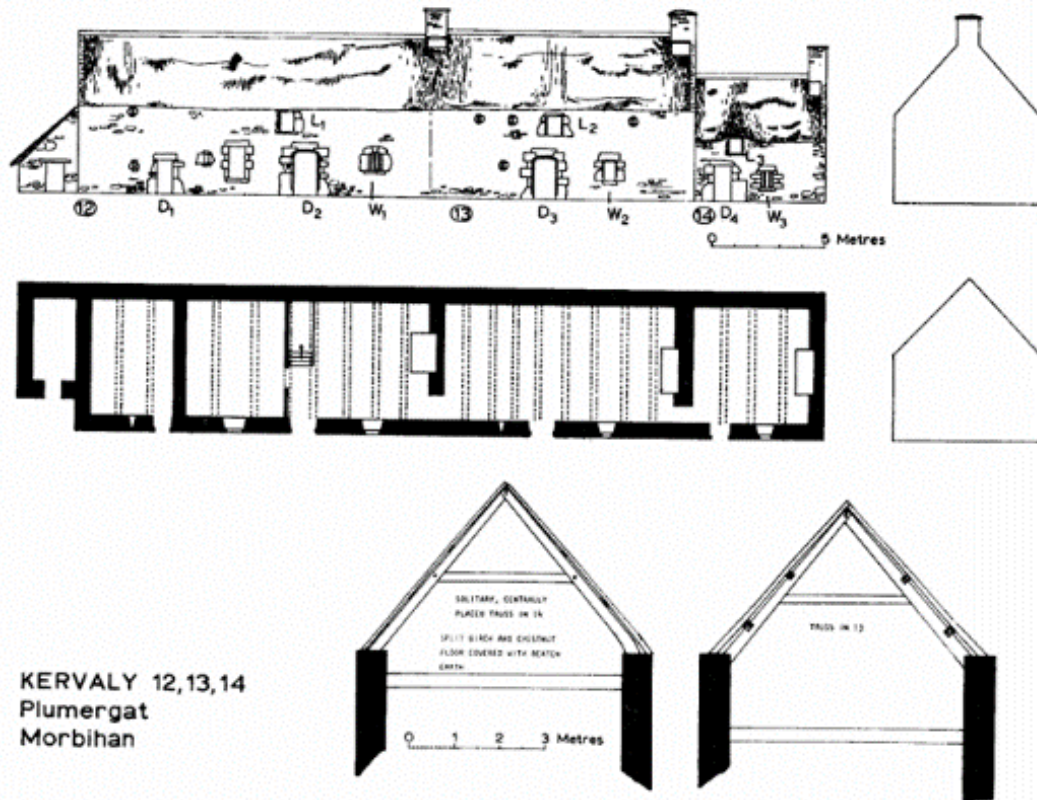 L1
L2
L3
12
D1
D2
W1
13
D3
W2
14
D4
W3
0 5 Metres
SOLITARY, CENTRALLY
PLACED TRUSS IN 14
SPLIT BIRCH AND CHESTNUT
FLOOR COVERED WITH BEATEN
EARTH
TRUSS IN 13
KERVALY 12,13,14
Plumergat
Morbihan
0 1 2 3 Metres